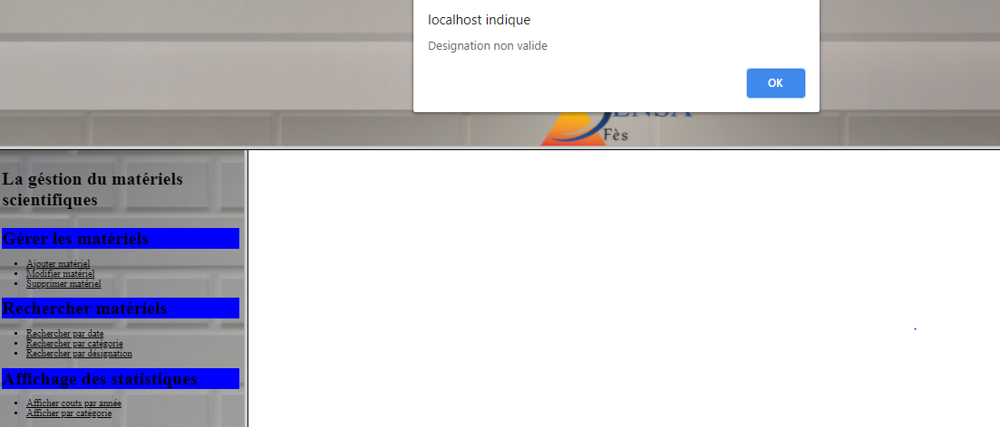 localhost indique
Designation non valide
OK
ENSA
Fès
La géstion du matériels
scientifiques
Gérer les matériels
Ajouter matériel
Modifier matériel
Supprimer matériel
Rechercher matériels
Rechercher par date
Rechercher par catégorie
Rechercher par désignation
Affichage des statistiques
Afficher couts par année
Afficher par catégorie